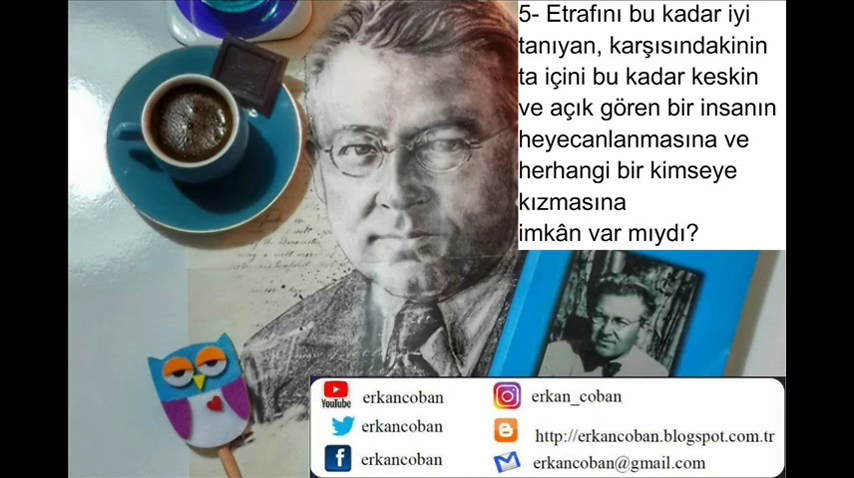 5- Etrafını bu kadar iyi
tanıyan, karşısındakinin
ta içini bu kadar keskin
ve açık gören bir insanın
heyecanlanmasına ve
herhangi bir kimseye
kızmasına
imkân var mıydı?
YouTube erkancoban
erkan_coban
erkancoban
http://erkancoban.blogspot.com.tr
erkancoban
erkancoban@gmail.com